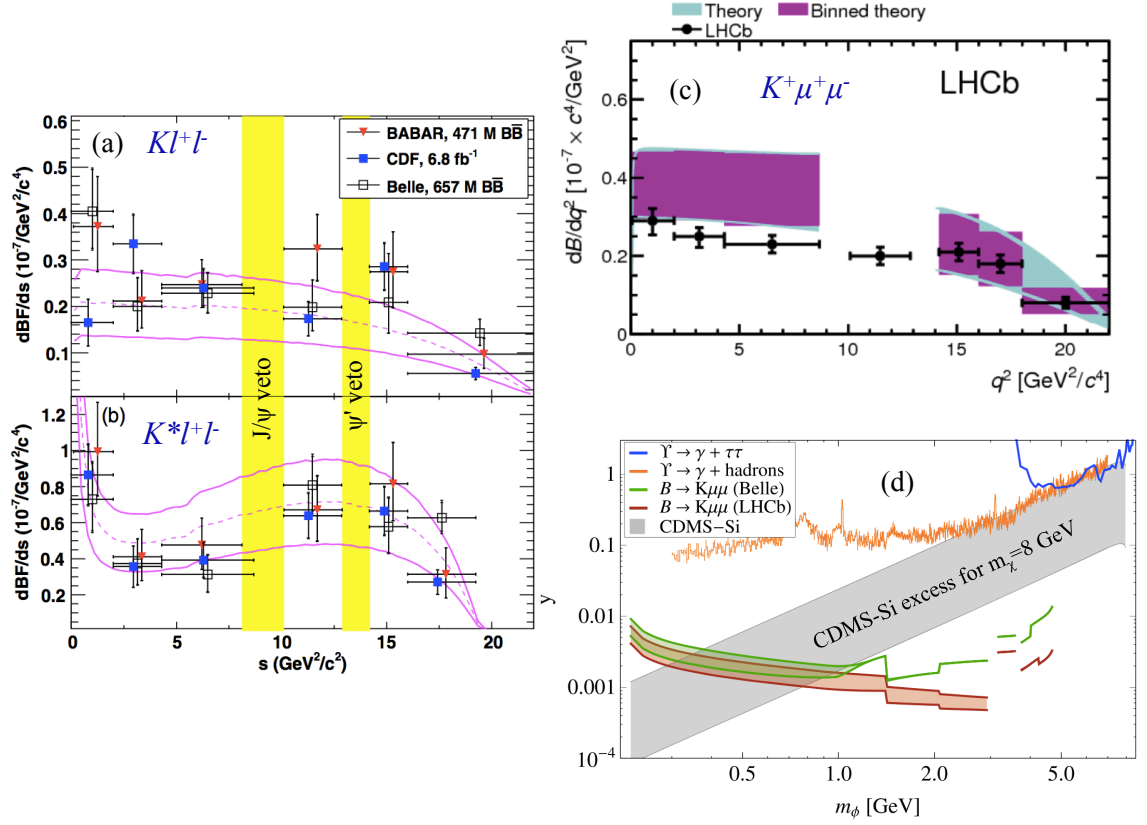 (a) Kl⁺l⁻
BABAR, 471 M BB̅
CDF, 6.8 fb⁻¹
Belle, 657 M BB̅
dBF/ds (10⁻⁷/GeV²/c⁴)
0.6
0.5
0.4
0.3
0.2
0.1
J/ψ veto
ψ' veto
(b) K*l⁺l⁻
dBF/ds (10⁻⁷/GeV²/c⁴)
1.2
1
0.8
0.6
0.4
0.2
0 5 10 15 20
s (GeV²/c²)
Theory Binned theory
LHCb
(c) K⁺μ⁺μ⁻ LHCb
dB/dq² [10⁻⁷ × c⁴/GeV²]
0.6
0.4
0.2
0
0 5 10 15 20
q² [GeV²/c⁴]
ϒ → γ + ττ
ϒ → γ + hadrons
B → Kμμ (Belle)
B → Kμμ (LHCb)
CDMS–Si
(d)
CDMS-Si excess for mχ=8 GeV
y
1
0.1
0.01
0.001
10⁻⁴
0.5 1.0 2.0 5.0
mϕ [GeV]